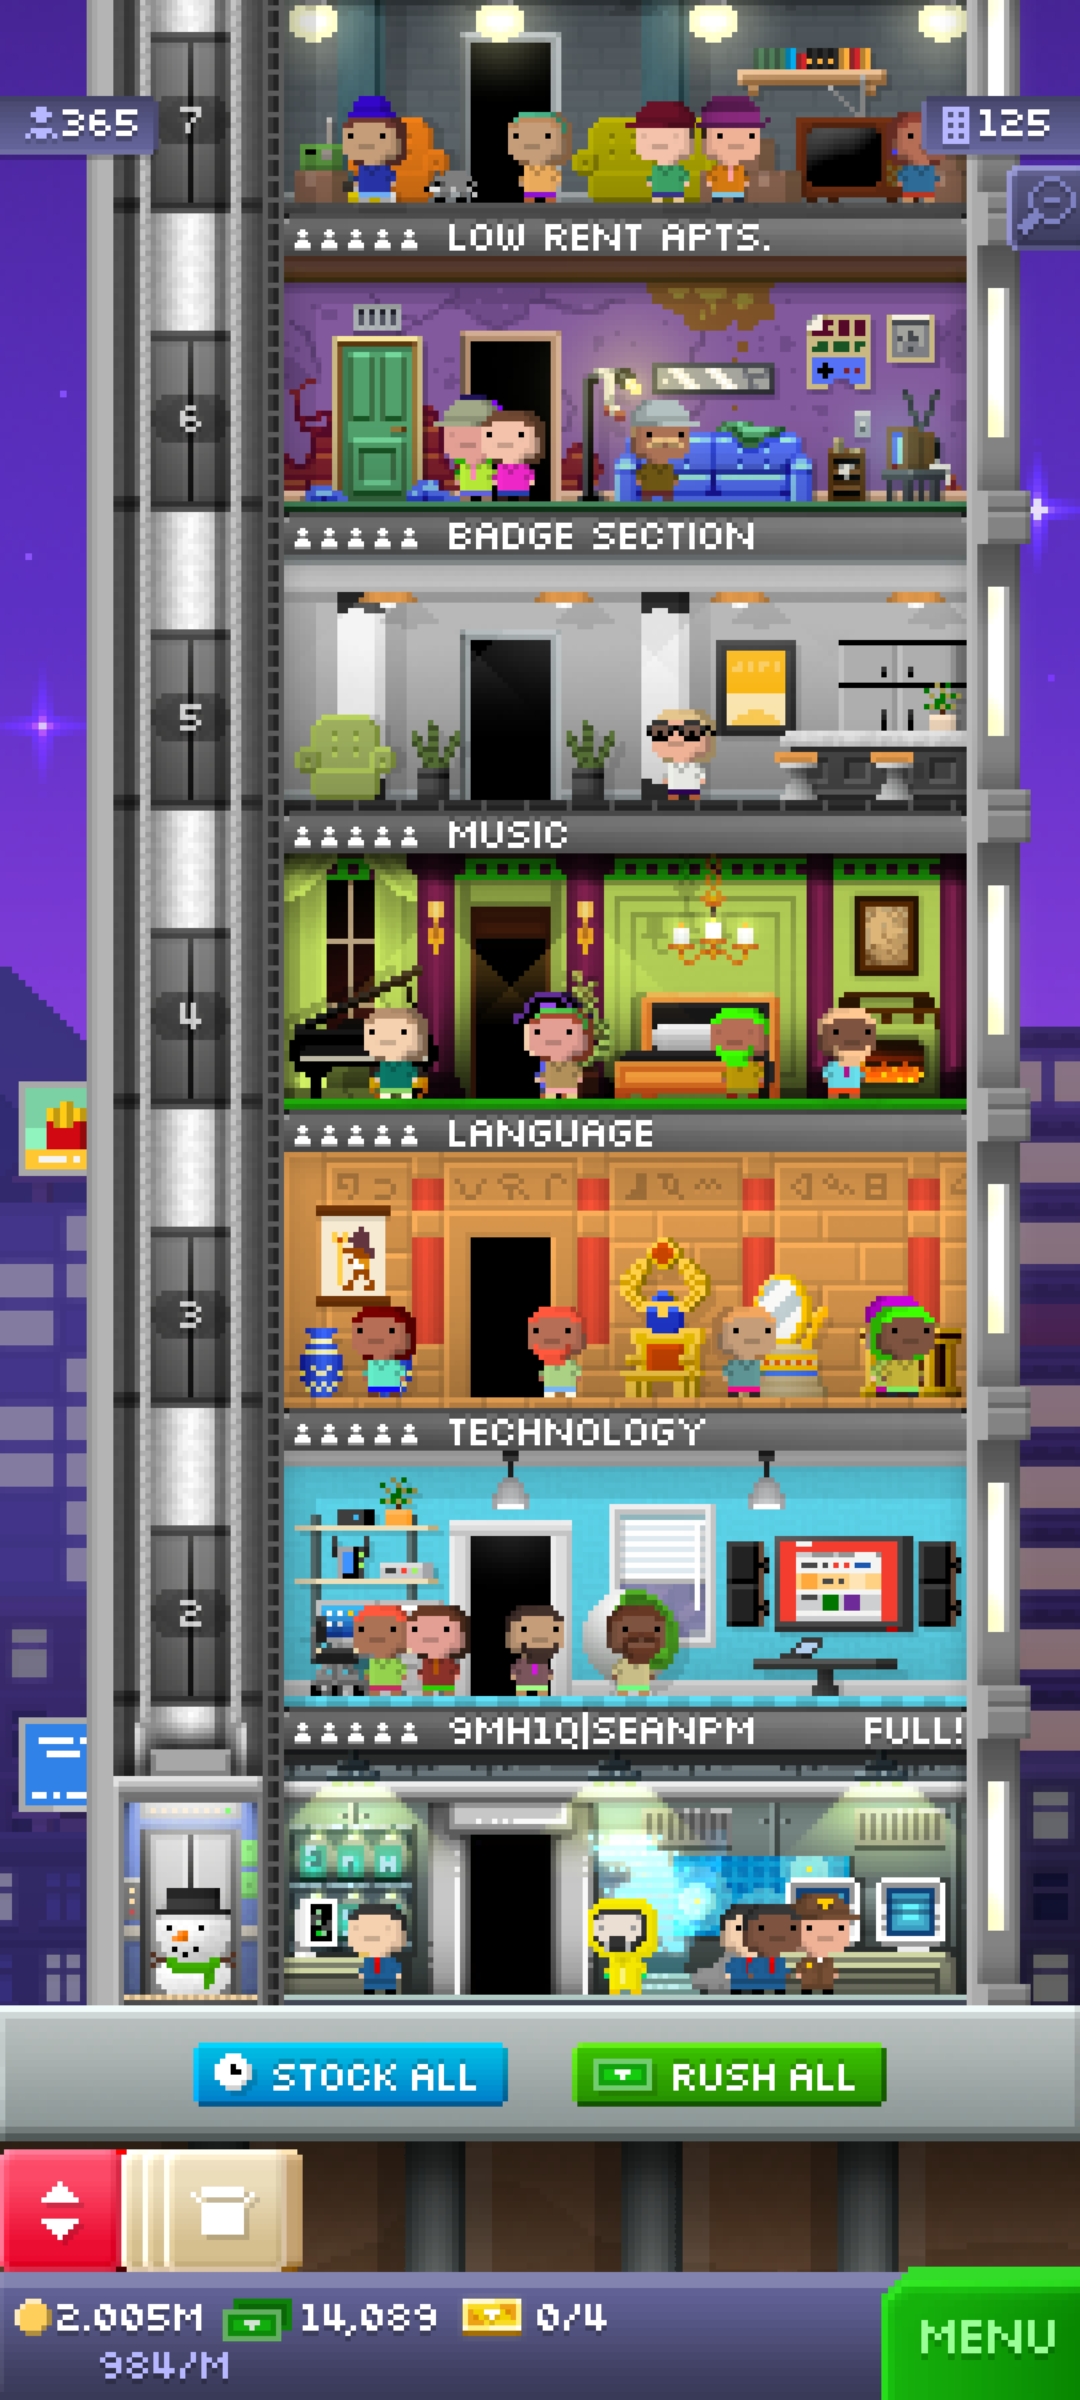 365
7
125
LOW RENT APTS.
6
BADGE SECTION
5
MUSIC
4
LANGUAGE
3
TECHNOLOGY
2
9MH1Q|SEANPM FULL!
STOCK ALL
RUSH ALL
2.005M 14,089 0/4
984/M
MENU